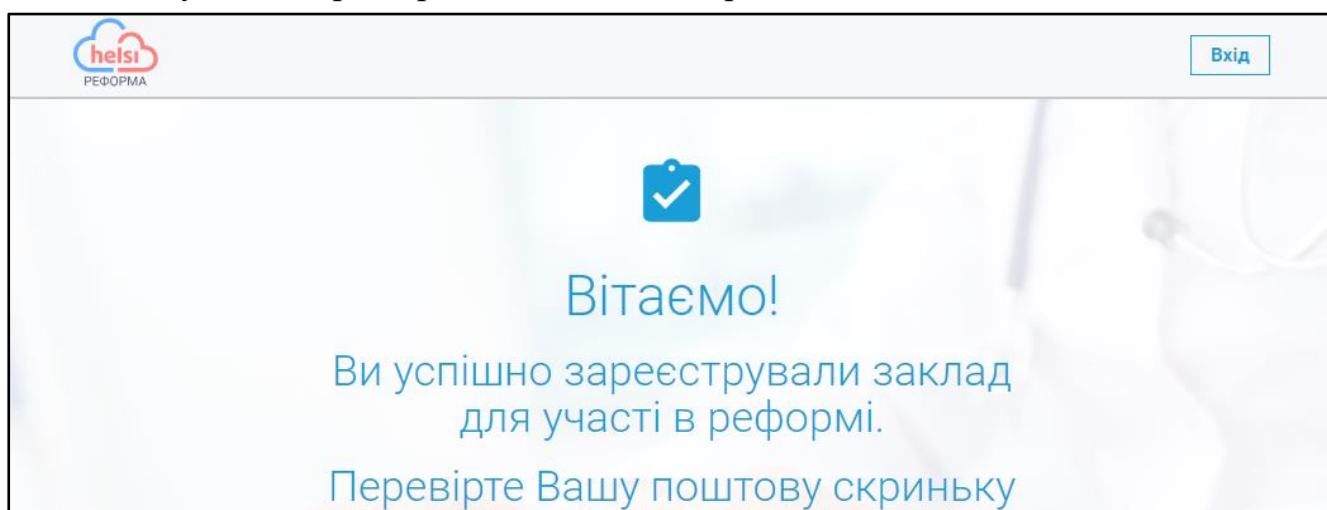 helsi
РЕФОРМА
Вхід
Вітаємо!
Ви успішно зареєстрували заклад
для участі в реформі.
Перевірте Вашу поштову скриньку